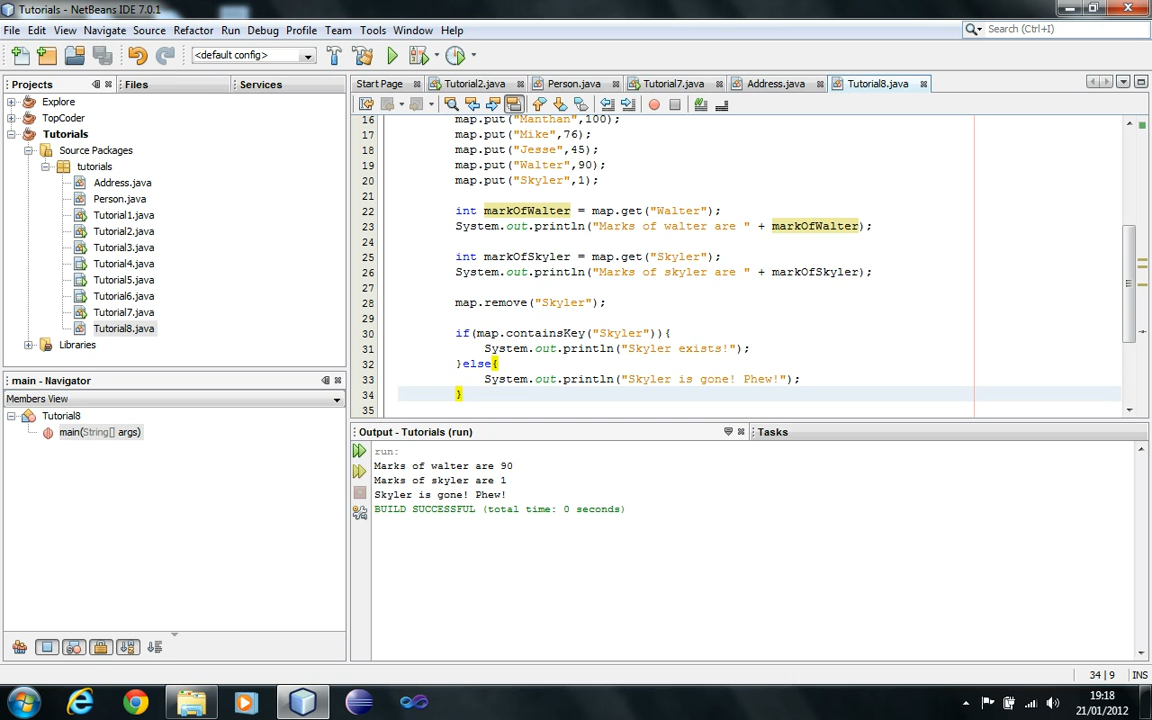 Tutorials - NetBeans IDE 7.0.1
File Edit View Navigate Source Refactor Run Debug Profile Team Tools Window Help
Search (Ctrl+I)
<default config>
Projects Files Services
Start Page Tutorial2.java Person.java Tutorial7.java Address.java Tutorial8.java
Explore
TopCoder
Tutorials
Source Packages
tutorials
Address.java
Person.java
Tutorial1.java
Tutorial2.java
Tutorial3.java
Tutorial4.java
Tutorial5.java
Tutorial6.java
Tutorial7.java
Tutorial8.java
Libraries
main - Navigator
Members View
Tutorial8
main(String[] args)
16 map.put("Manthan",100);
17 map.put("Mike",76);
18 map.put("Jesse",45);
19 map.put("Walter",90);
20 map.put("Skyler",1);
21
22 int markOfWalter = map.get("Walter");
23 System.out.println("Marks of walter are " + markOfWalter);
24
25 int markOfSkyler = map.get("Skyler");
26 System.out.println("Marks of skyler are " + markOfSkyler);
27
28 map.remove("Skyler");
29
30 if(map.containsKey("Skyler")){
31 System.out.println("Skyler exists!");
32 }else{
33 System.out.println("Skyler is gone! Phew!");
34 }
35
Output - Tutorials (run) Tasks
run:
Marks of walter are 90
Marks of skyler are 1
Skyler is gone! Phew!
BUILD SUCCESSFUL (total time: 0 seconds)
34 | 9 INS
19:18
21/01/2012